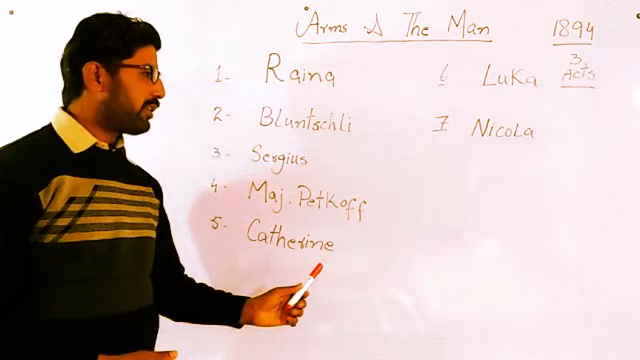 Arms & The Man 1894
3 Acts
1- Raina
2- Bluntschli
3- Sergius
4- Maj. Petkoff
5- Catherine
6 Luka
7 Nicola